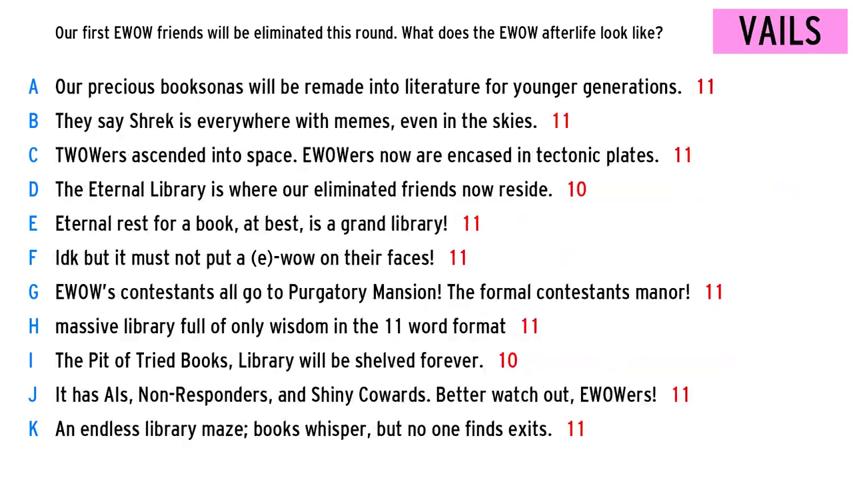 Our first EWOW friends will be eliminated this round. What does the EWOW afterlife look like?
VAILS
A Our precious booksonas will be remade into literature for younger generations. 11
B They say Shrek is everywhere with memes, even in the skies. 11
C TWOWers ascended into space. EWOWers now are encased in tectonic plates. 11
D The Eternal Library is where our eliminated friends now reside. 10
E Eternal rest for a book, at best, is a grand library! 11
F Idk but it must not put a (e)-wow on their faces! 11
G EWOW's contestants all go to Purgatory Mansion! The formal contestants manor! 11
H massive library full of only wisdom in the 11 word format 11
I The Pit of Tried Books, Library will be shelved forever. 10
J It has AIs, Non-Responders, and Shiny Cowards. Better watch out, EWOWers! 11
K An endless library maze; books whisper, but no one finds exits. 11